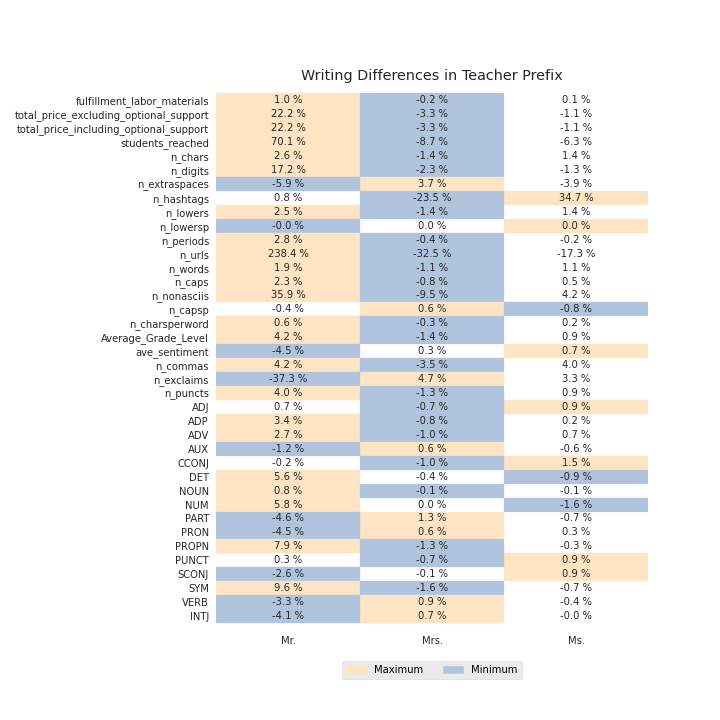 Writing Differences in Teacher Prefix
fulfillment_labor_materials 1.0 % -0.2 % 0.1 %
total_price_excluding_optional_support 22.2 % -3.3 % -1.1 %
total_price_including_optional_support 22.2 % -3.3 % -1.1 %
students_reached 70.1 % -8.7 % -6.3 %
n_chars 2.6 % -1.4 % 1.4 %
n_digits 17.2 % -2.3 % -1.3 %
n_extraspaces -5.9 % 3.7 % -3.9 %
n_hashtags 0.8 % -23.5 % 34.7 %
n_lowers 2.5 % -1.4 % 1.4 %
n_lowersp -0.0 % 0.0 % 0.0 %
n_periods 2.8 % -0.4 % -0.2 %
n_urls 238.4 % -32.5 % -17.3 %
n_words 1.9 % -1.1 % 1.1 %
n_caps 2.3 % -0.8 % 0.5 %
n_nonasciis 35.9 % -9.5 % 4.2 %
n_capsp -0.4 % 0.6 % -0.8 %
n_charsperword 0.6 % -0.3 % 0.2 %
Average_Grade_Level 4.2 % -1.4 % 0.9 %
ave_sentiment -4.5 % 0.3 % 0.7 %
n_commas 4.2 % -3.5 % 4.0 %
n_exclaims -37.3 % 4.7 % 3.3 %
n_puncts 4.0 % -1.3 % 0.9 %
ADJ 0.7 % -0.7 % 0.9 %
ADP 3.4 % -0.8 % 0.2 %
ADV 2.7 % -1.0 % 0.7 %
AUX -1.2 % 0.6 % -0.6 %
CCONJ -0.2 % -1.0 % 1.5 %
DET 5.6 % -0.4 % -0.9 %
NOUN 0.8 % -0.1 % -0.1 %
NUM 5.8 % 0.0 % -1.6 %
PART -4.6 % 1.3 % -0.7 %
PRON -4.5 % 0.6 % 0.3 %
PROPN 7.9 % -1.3 % -0.3 %
PUNCT 0.3 % -0.7 % 0.9 %
SCONJ -2.6 % -0.1 % 0.9 %
SYM 9.6 % -1.6 % -0.7 %
VERB -3.3 % 0.9 % -0.4 %
INTJ -4.1 % 0.7 % -0.0 %
Mr. Mrs. Ms.
Maximum Minimum